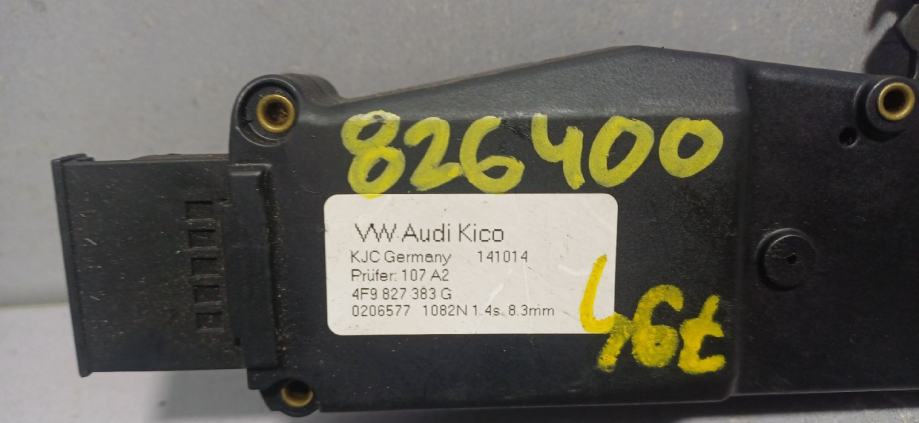 826400
VW Audi Kico
KJC Germany 141014
Prüfer: 107 A2
4F9 827 383 G
0206577 1082N 1.4s 8.3mm